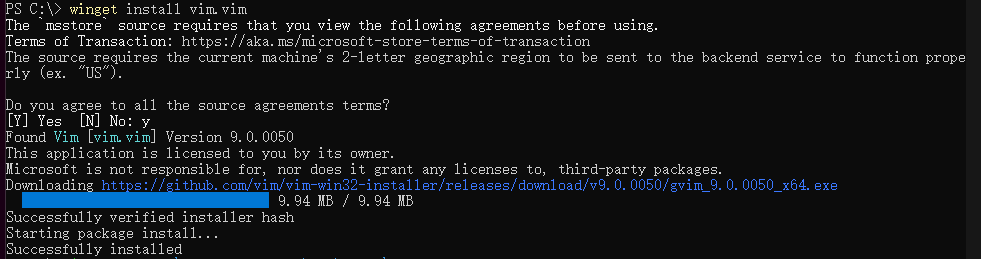 PS C:\> winget install vim.vim
The `msstore` source requires that you view the following agreements before using.
Terms of Transaction: https://aka.ms/microsoft-store-terms-of-transaction
The source requires the current machine's 2-letter geographic region to be sent to the backend service to function prope
rly (ex. "US").
Do you agree to all the source agreements terms?
[Y] Yes  [N] No: y
Found Vim [vim.vim] Version 9.0.0050
This application is licensed to you by its owner.
Microsoft is not responsible for, nor does it grant any licenses to, third-party packages.
Downloading https://github.com/vim/vim-win32-installer/releases/download/v9.0.0050/gvim_9.0.0050_x64.exe
9.94 MB / 9.94 MB
Successfully verified installer hash
Starting package install...
Successfully installed